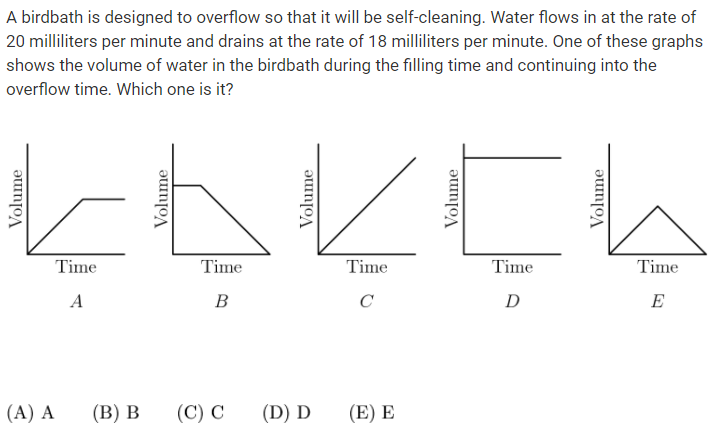 A birdbath is designed to overflow so that it will be self-cleaning. Water flows in at the rate of
20 milliliters per minute and drains at the rate of 18 milliliters per minute. One of these graphs
shows the volume of water in the birdbath during the filling time and continuing into the
overflow time. Which one is it?
Volume Volume Volume Volume Volume
Time Time Time Time Time
A B C D E
(A) A (B) B (C) C (D) D (E) E